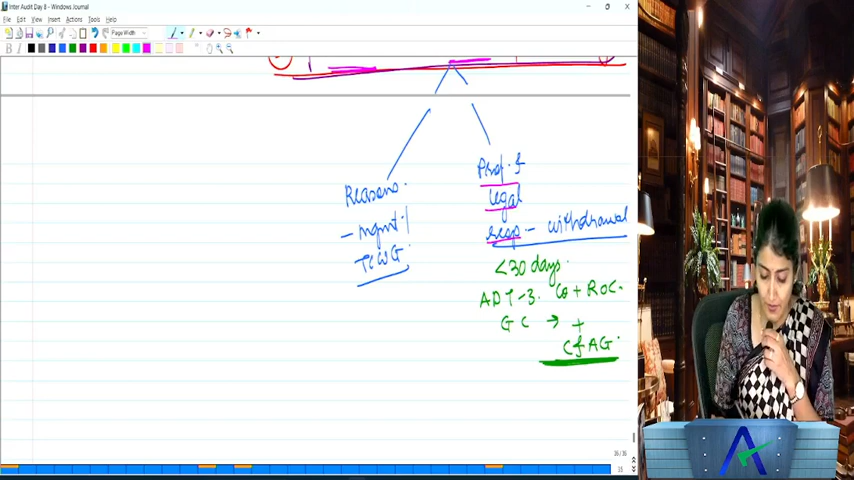 Inter Audit Day 8 - Windows Journal
File Edit View Insert Actions Tools Help
Page Width
B I
Reasons.
- mgmt /
TCWG.
Prof. &
legal
resp - withdrawal
<30 days.
ADT-3. Co + ROC.
GC → +
C&AG.